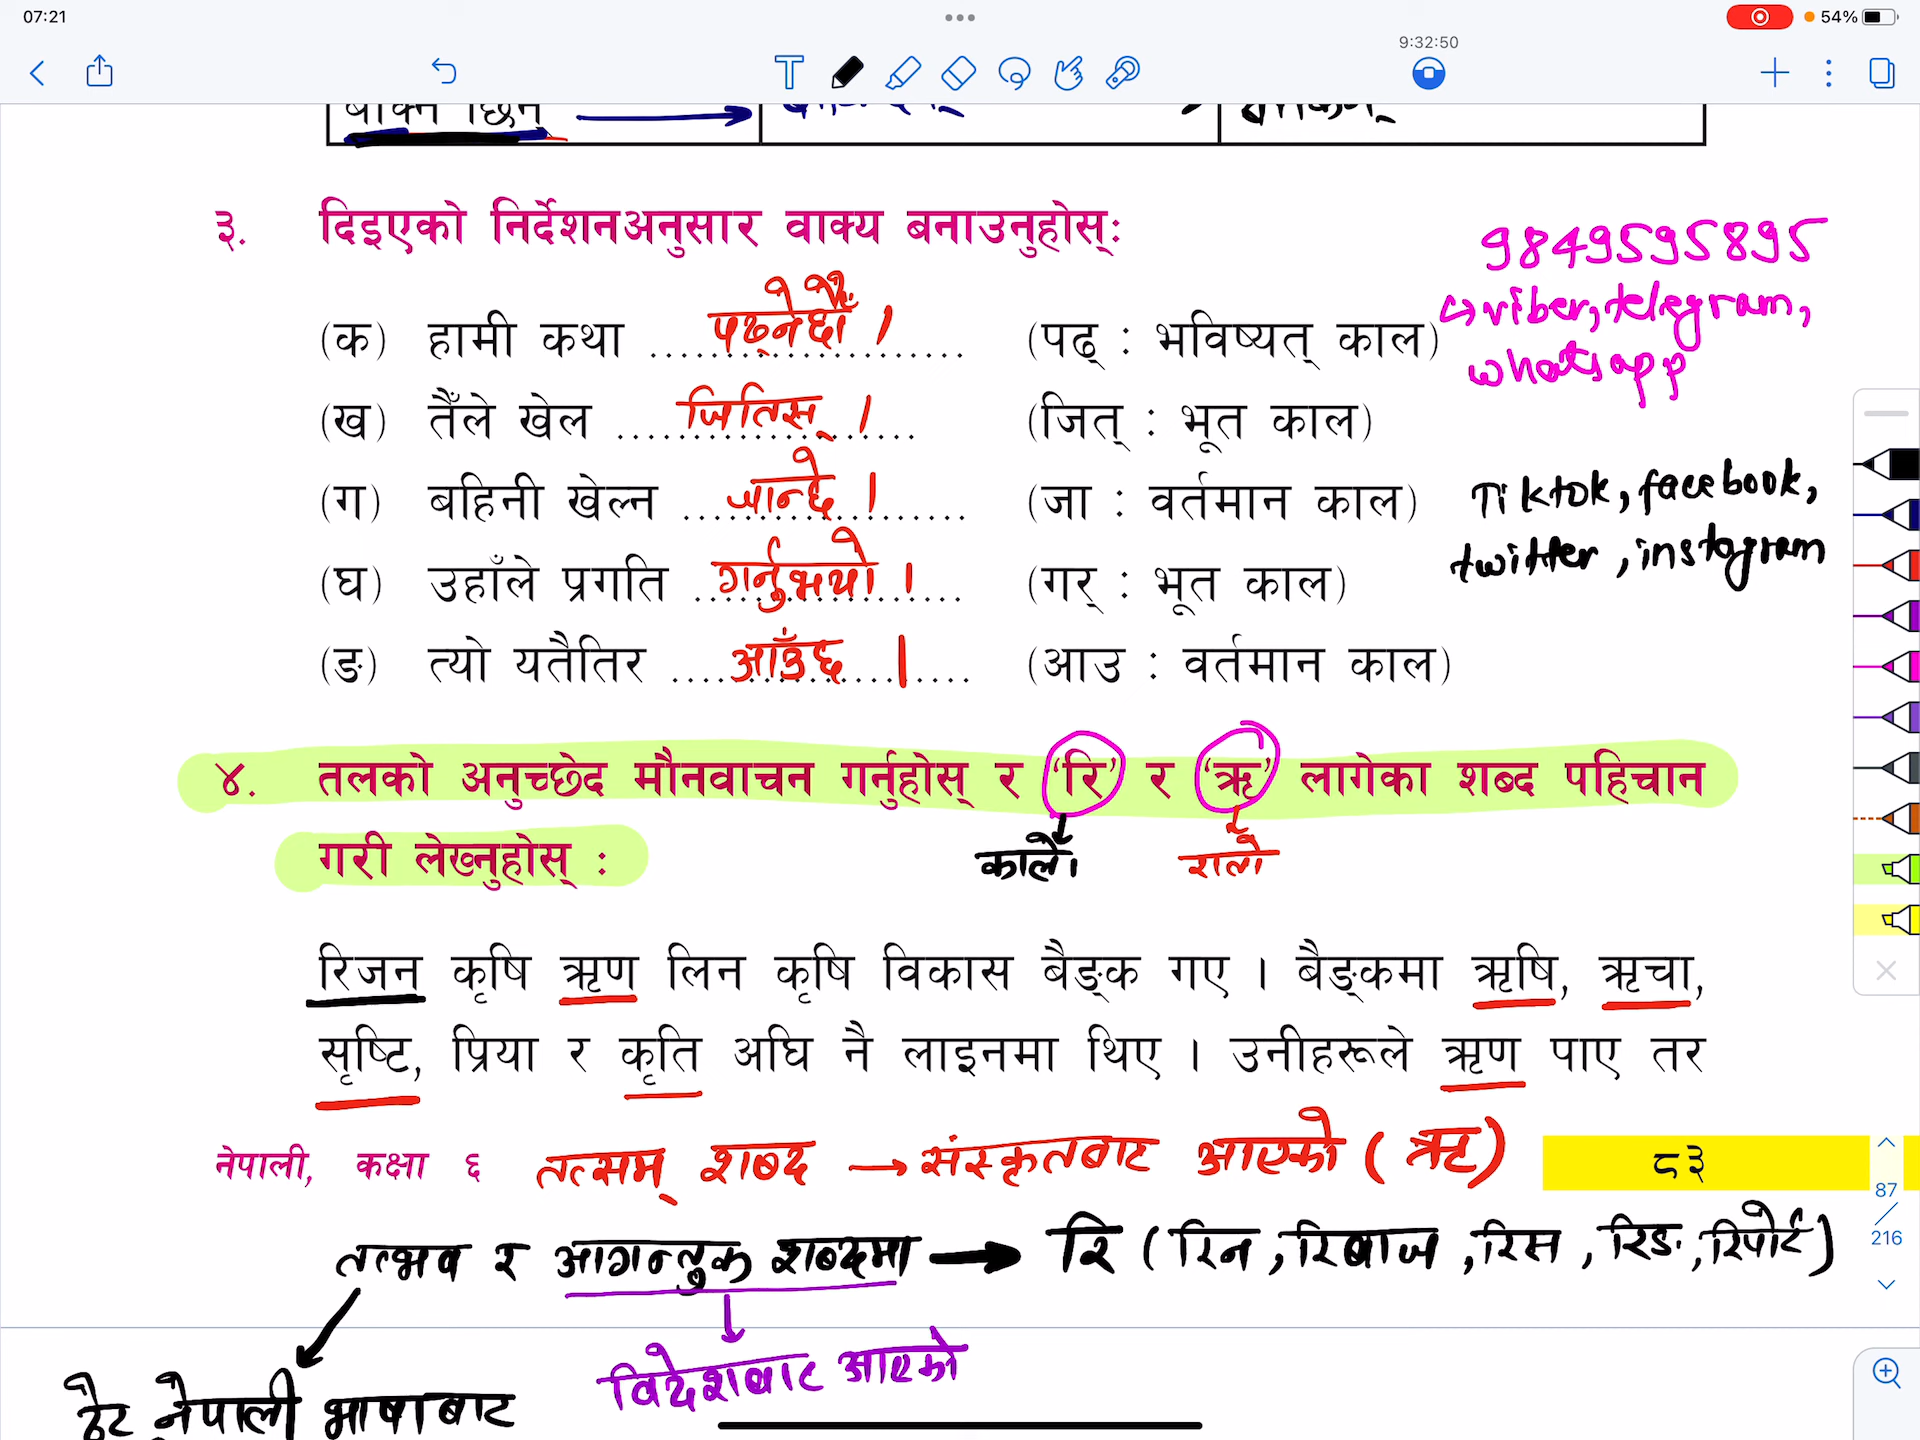 07:21
54%
9:32:50
वाक्न छिन्
३. दिइएको निर्देशनअनुसार वाक्य बनाउनुहोस्ः
(क) हामी कथा ........ पढ्नेछौँ । ........ (पढ् : भविष्यत् काल)
(ख) तैँले खेल ........ जितिस् । ........ (जित् : भूत काल)
(ग) बहिनी खेल्न ........ जान्छे । ........ (जा : वर्तमान काल)
(घ) उहाँले प्रगति ........ गर्नुभयो । ........ (गर् : भूत काल)
(ङ) त्यो यतैतिर ........ आउँछ । ........ (आउ : वर्तमान काल)
9849595895
viber, telegram,
whatsapp
Tiktok, facebook,
twitter, instagram
४. तलको अनुच्छेद मौनवाचन गर्नुहोस् र 'रि' र 'ऋ' लागेका शब्द पहिचान
गरी लेख्नुहोस् :
कालो रातो
रिजन कृषि ऋण लिन कृषि विकास बैङ्क गए । बैङ्कमा ऋषि, ऋचा,
सृष्टि, प्रिया र कृति अघि नै लाइनमा थिए । उनीहरूले ऋण पाए तर
नेपाली, कक्षा ६
तत्सम् शब्द → संस्कृतबाट आएको (ऋ)
८३
तत्भव र आगन्तुक शब्दमा → रि (रिन, रिवाज, रिस, रिङ, रिपोर्ट)
87
216
विदेशबाट आएको
ठेट नेपाली भाषाबाट